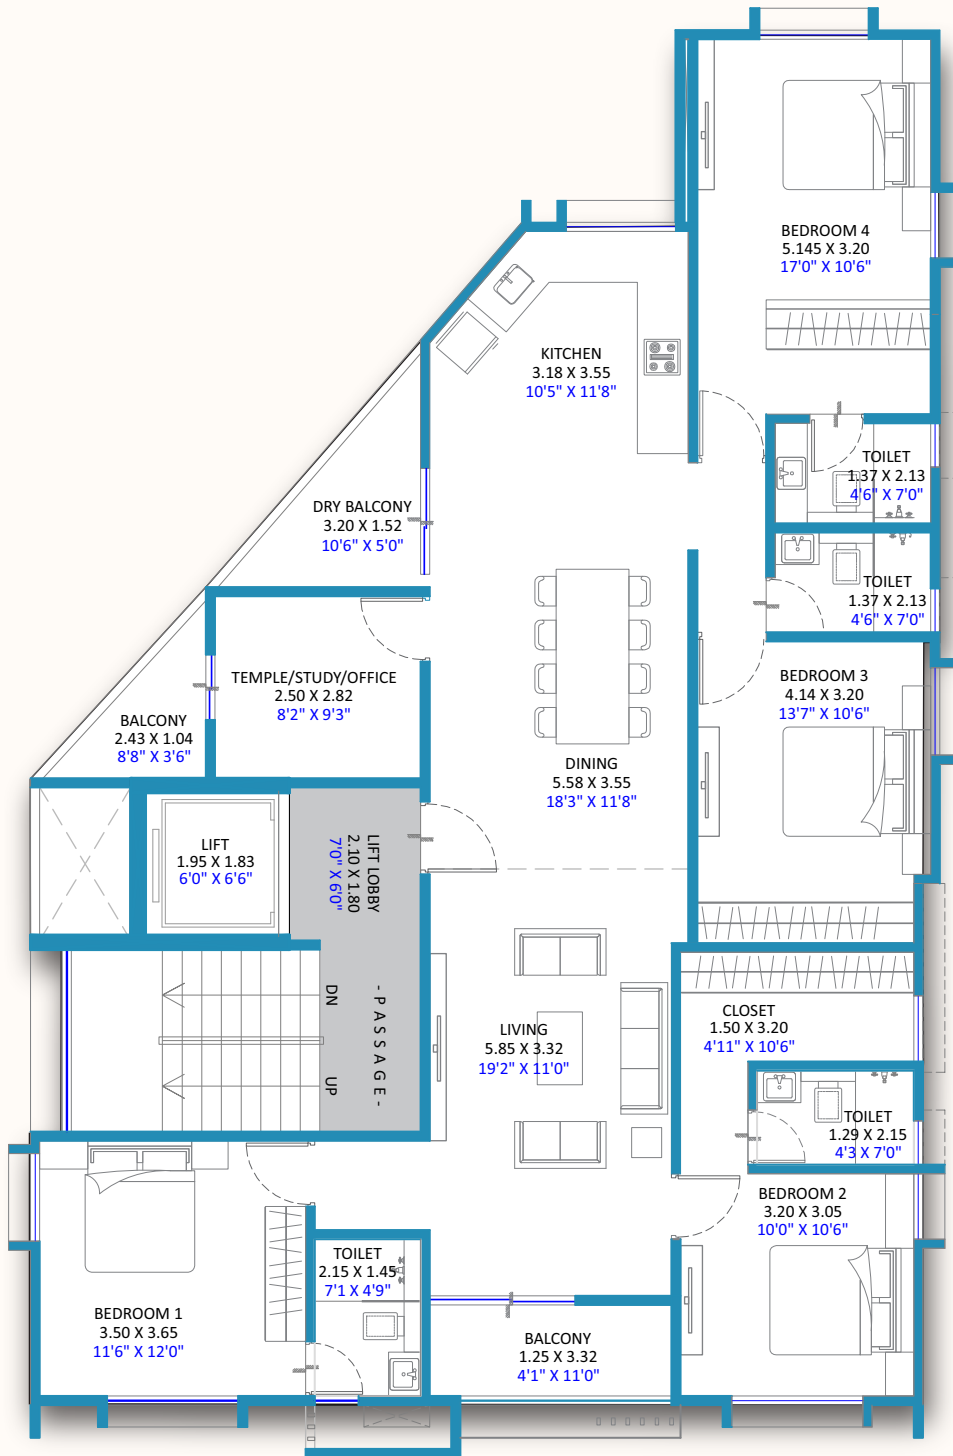 BEDROOM 4
5.145 X 3.20
17'0" X 10'6"
KITCHEN
3.18 X 3.55
10'5" X 11'8"
TOILET
1.37 X 2.13
4'6" X 7'0"
DRY BALCONY
3.20 X 1.52
10'6" X 5'0"
TOILET
1.37 X 2.13
4'6" X 7'0"
TEMPLE/STUDY/OFFICE
2.50 X 2.82
8'2" X 9'3"
BEDROOM 3
4.14 X 3.20
13'7" X 10'6"
BALCONY
2.43 X 1.04
8'8" X 3'6"
DINING
5.58 X 3.55
18'3" X 11'8"
LIFT
1.95 X 1.83
6'0" X 6'6"
LIFT LOBBY
2.10 X 1.80
7'0" X 6'0"
DN
UP
- P A S S A G E -
LIVING
5.85 X 3.32
19'2" X 11'0"
CLOSET
1.50 X 3.20
4'11" X 10'6"
TOILET
1.29 X 2.15
4'3 X 7'0"
BEDROOM 2
3.20 X 3.05
10'0" X 10'6"
TOILET
2.15 X 1.45
7'1 X 4'9"
BEDROOM 1
3.50 X 3.65
11'6" X 12'0"
BALCONY
1.25 X 3.32
4'1" X 11'0"